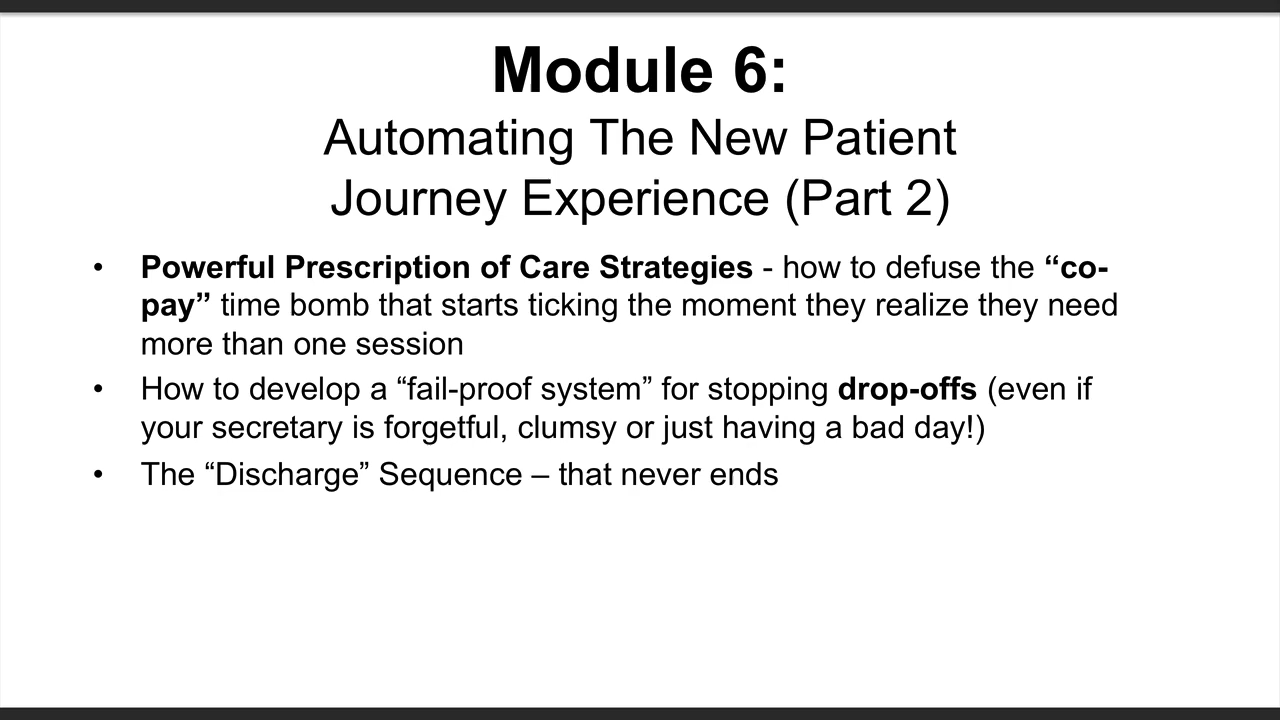 Module 6:
Automating The New Patient
Journey Experience (Part 2)
• Powerful Prescription of Care Strategies - how to defuse the “co-
pay” time bomb that starts ticking the moment they realize they need
more than one session
• How to develop a “fail-proof system” for stopping drop-offs (even if
your secretary is forgetful, clumsy or just having a bad day!)
• The “Discharge” Sequence – that never ends